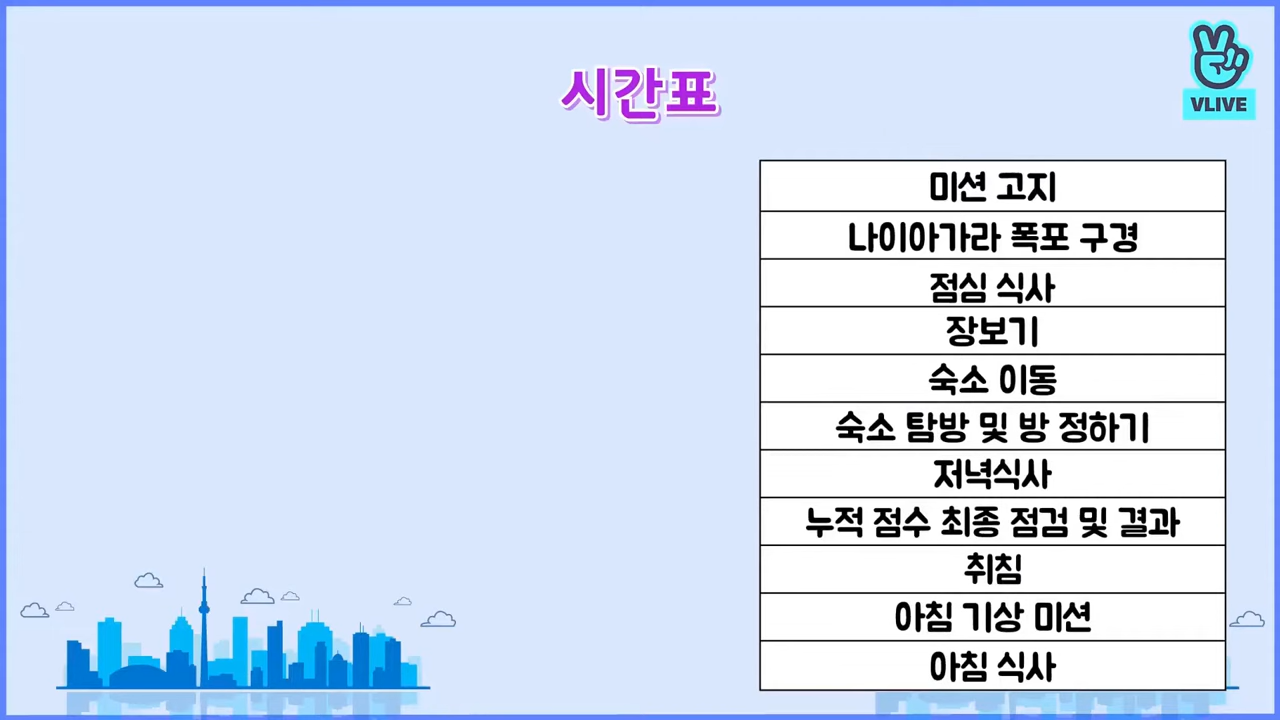 시간표
VLIVE
미션 고지
나이아가라 폭포 구경
점심 식사
장보기
숙소 이동
숙소 탐방 및 방 정하기
저녁식사
누적 점수 최종 점검 및 결과
취침
아침 기상 미션
아침 식사